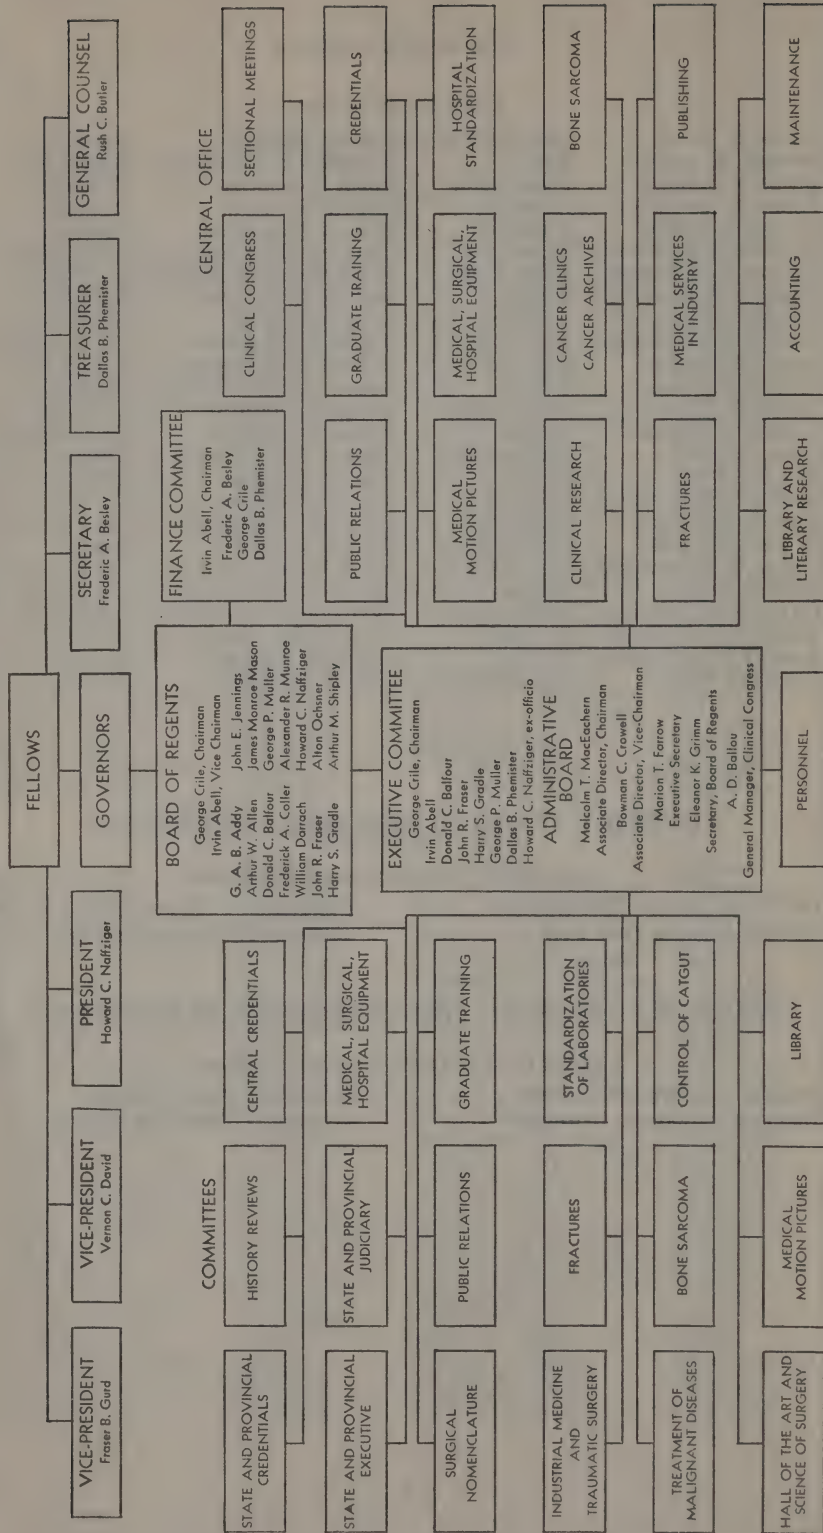 FELLOWS
GOVERNORS
VICE-PRESIDENT
Fraser B. Gurd
VICE-PRESIDENT
Vernon C. David
PRESIDENT
Howard C. Naffziger
SECRETARY
Frederic A. Besley
TREASURER
Dallas B. Phemister
GENERAL COUNSEL
Rush C. Butler
BOARD OF REGENTS
George Crile, Chairman
Irvin Abell, Vice Chairman
G. A. B. Addy
Arthur W. Allen
Donald C. Balfour
Frederick A. Coller
William Darrach
John R. Fraser
Harry S. Gradle
John E. Jennings
James Monroe Mason
George P. Muller
Alexander R. Munroe
Howard C. Naffziger
Alton Ochsner
Arthur M. Shipley
FINANCE COMMITTEE
Irvin Abell, Chairman
Frederic A. Besley
George Crile
Dallas B. Phemister
EXECUTIVE COMMITTEE
George Crile, Chairman
Irvin Abell
Donald C. Balfour
John R. Fraser
Harry S. Gradle
George P. Muller
Dallas B. Phemister
Howard C. Naffziger, ex-officio
ADMINISTRATIVE
BOARD
Malcolm T. MacEachern
Associate Director, Chairman
Bowman C. Crowell
Associate Director, Vice-Chairman
Marion T. Farrow
Executive Secretary
Eleanor K. Grimm
Secretary, Board of Regents
A. D. Ballou
General Manager, Clinical Congress
PERSONNEL
COMMITTEES
STATE AND PROVINCIAL
CREDENTIALS
HISTORY REVIEWS
CENTRAL CREDENTIALS
STATE AND PROVINCIAL
EXECUTIVE
STATE AND PROVINCIAL
JUDICIARY
MEDICAL, SURGICAL,
HOSPITAL EQUIPMENT
SURGICAL
NOMENCLATURE
PUBLIC RELATIONS
GRADUATE TRAINING
INDUSTRIAL MEDICINE
AND
TRAUMATIC SURGERY
FRACTURES
STANDARDIZATION
OF LABORATORIES
TREATMENT OF
MALIGNANT DISEASES
BONE SARCOMA
CONTROL OF CATGUT
HALL OF THE ART AND
SCIENCE OF SURGERY
MEDICAL
MOTION PICTURES
LIBRARY
CENTRAL OFFICE
CLINICAL CONGRESS
SECTIONAL MEETINGS
PUBLIC RELATIONS
GRADUATE TRAINING
CREDENTIALS
MEDICAL
MOTION PICTURES
MEDICAL, SURGICAL,
HOSPITAL EQUIPMENT
HOSPITAL
STANDARDIZATION
CLINICAL RESEARCH
CANCER CLINICS
CANCER ARCHIVES
BONE SARCOMA
FRACTURES
MEDICAL SERVICES
IN INDUSTRY
PUBLISHING
LIBRARY AND
LITERARY RESEARCH
ACCOUNTING
MAINTENANCE